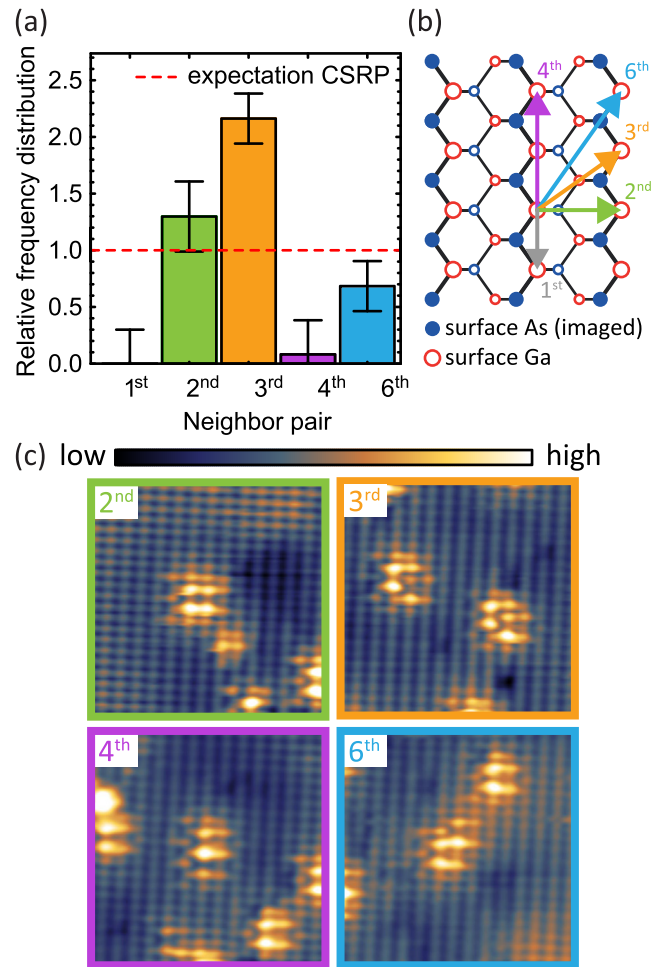 (a)
Relative frequency distribution
2.5
2.0
1.5
1.0
0.5
0.0
expectation CSRP
1st 2nd 3rd 4th 6th
Neighbor pair
(b)
4th
6th
3rd
2nd
1st
surface As (imaged)
surface Ga
(c) low high
2nd
3rd
4th
6th